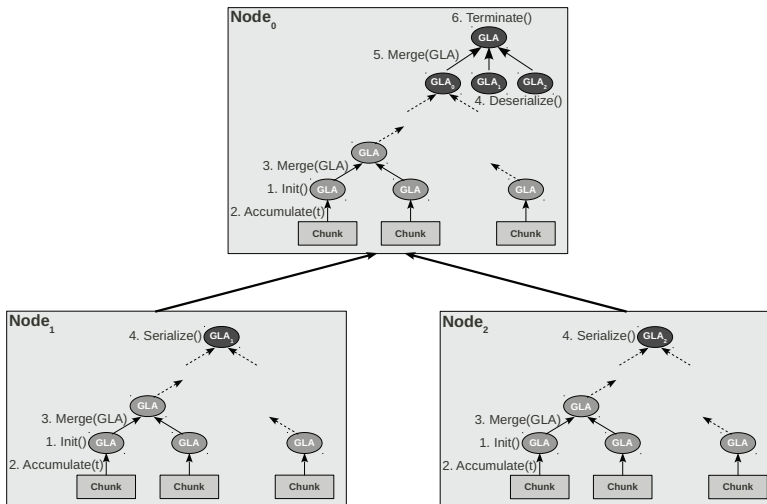 Node0
6. Terminate()
GLA
5. Merge(GLA)
GLA0 GLA1 GLA2
4. Deserialize()
GLA
3. Merge(GLA)
1. Init() GLA GLA GLA
2. Accumulate(t)
Chunk Chunk Chunk
Node1
4. Serialize() GLA1
GLA
3. Merge(GLA)
1. Init() GLA GLA GLA
2. Accumulate(t)
Chunk Chunk Chunk
Node2
4. Serialize() GLA2
GLA
3. Merge(GLA)
1. Init() GLA GLA GLA
2. Accumulate(t)
Chunk Chunk Chunk